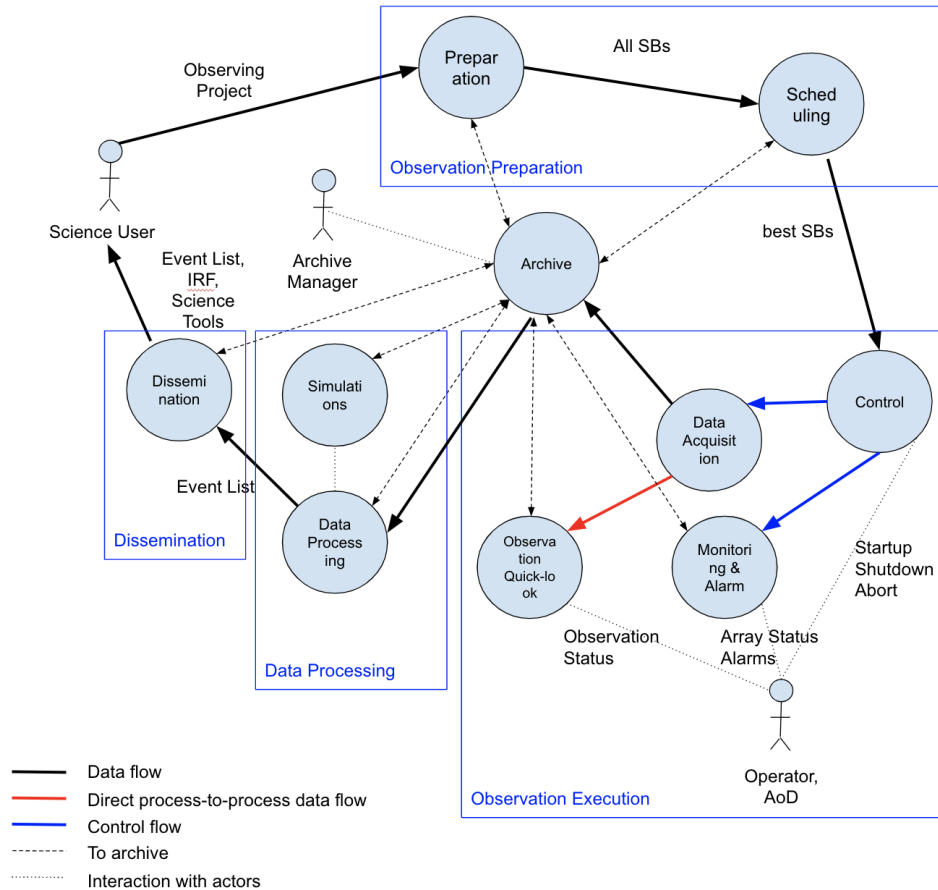 Prepar
ation
All SBs
Sched
uling
Observing
Project
Observation Preparation
Science User
Archive
Manager
Archive
best SBs
Event List,
IRF,
Science
Tools
Dissemi
nation
Simulati
ons
Data
Acquisit
ion
Control
Event List
Data
Process
ing
Observa
tion
Quick-lo
ok
Monitori
ng &
Alarm
Startup
Shutdown
Abort
Dissemination
Observation
Status
Array Status
Alarms
Data Processing
Operator,
AoD
Observation Execution
Data flow
Direct process-to-process data flow
Control flow
To archive
Interaction with actors